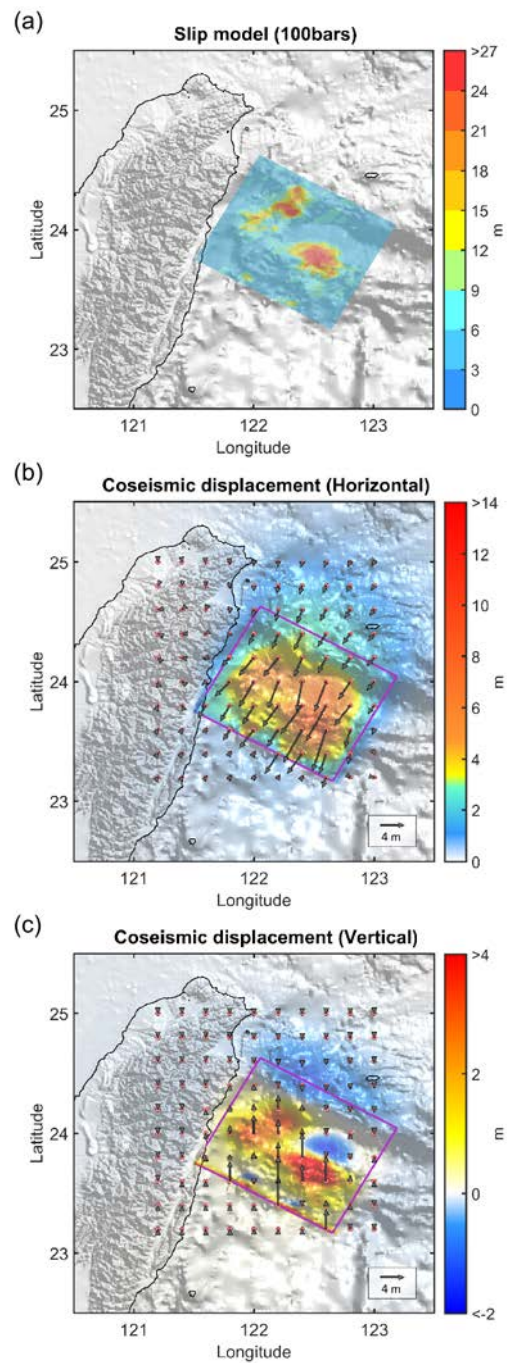 (a)
Slip model (100bars)
>27
24
21
18
15
12
9
6
3
0
m
25
24
23
Latitude
121
122
123
Longitude
(b)
Coseismic displacement (Horizontal)
>14
12
10
8
6
4
2
0
m
25
24
23
Latitude
4 m
121
122
123
Longitude
(c)
Coseismic displacement (Vertical)
>4
2
0
<-2
m
25
24
23
Latitude
4 m
121
122
123
Longitude